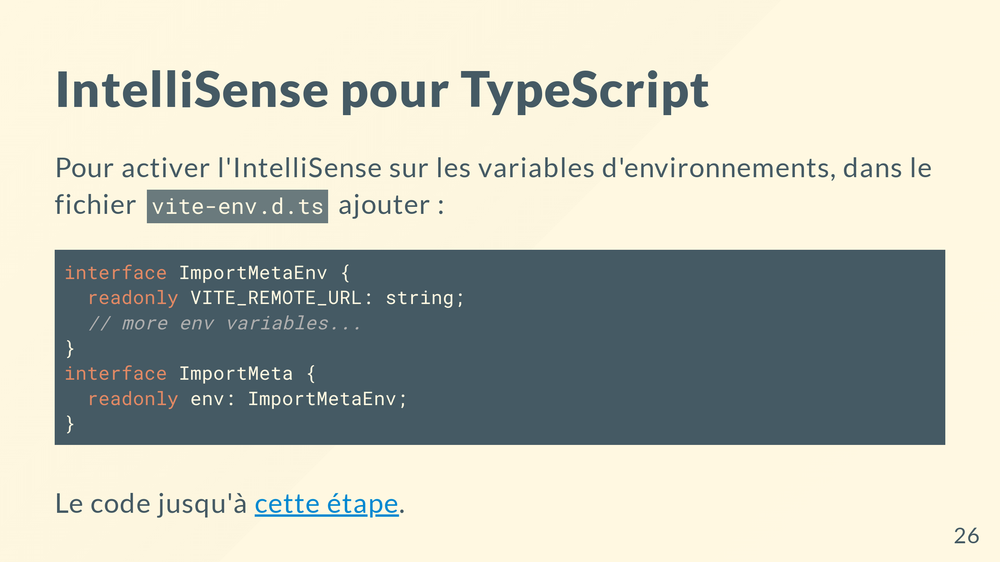 IntelliSense pour TypeScript
Pour activer l'IntelliSense sur les variables d'environnements, dans le
fichier vite-env.d.ts ajouter :
interface ImportMetaEnv {
  readonly VITE_REMOTE_URL: string;
  // more env variables...
}
interface ImportMeta {
  readonly env: ImportMetaEnv;
}
Le code jusqu'à cette étape.
26